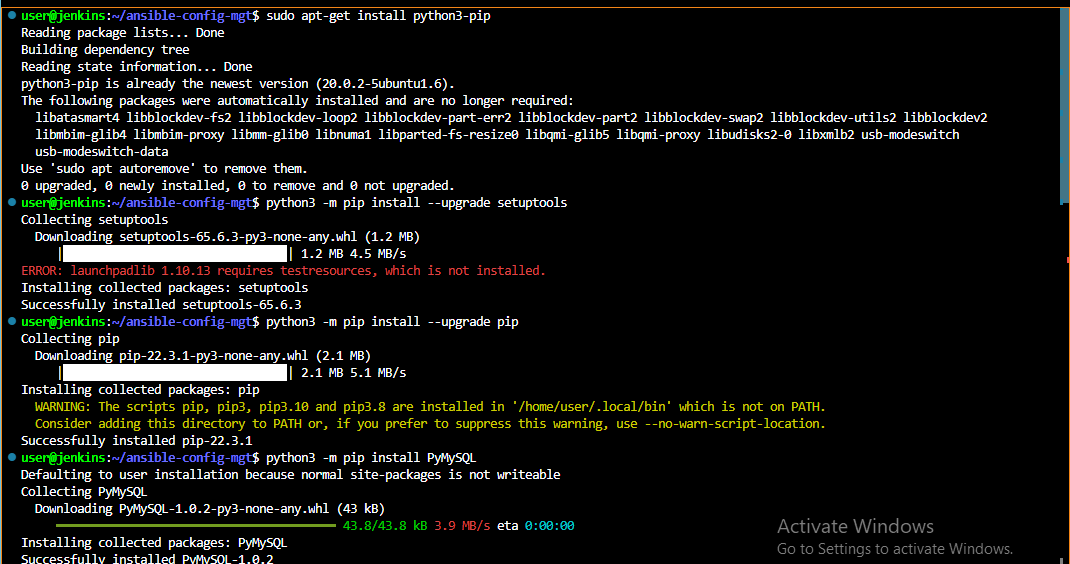 user@jenkins:~/ansible-config-mgt$ sudo apt-get install python3-pip
Reading package lists... Done
Building dependency tree
Reading state information... Done
python3-pip is already the newest version (20.0.2-5ubuntu1.6).
The following packages were automatically installed and are no longer required:
  libatasmart4 libblockdev-fs2 libblockdev-loop2 libblockdev-part-err2 libblockdev-part2 libblockdev-swap2 libblockdev-utils2 libblockdev2
  libmbim-glib4 libmbim-proxy libmm-glib0 libnuma1 libparted-fs-resize0 libqmi-glib5 libqmi-proxy libudisks2-0 libxmlb2 usb-modeswitch
  usb-modeswitch-data
Use 'sudo apt autoremove' to remove them.
0 upgraded, 0 newly installed, 0 to remove and 0 not upgraded.
user@jenkins:~/ansible-config-mgt$ python3 -m pip install --upgrade setuptools
Collecting setuptools
  Downloading setuptools-65.6.3-py3-none-any.whl (1.2 MB)
| | 1.2 MB 4.5 MB/s
ERROR: launchpadlib 1.10.13 requires testresources, which is not installed.
Installing collected packages: setuptools
Successfully installed setuptools-65.6.3
user@jenkins:~/ansible-config-mgt$ python3 -m pip install --upgrade pip
Collecting pip
  Downloading pip-22.3.1-py3-none-any.whl (2.1 MB)
| | 2.1 MB 5.1 MB/s
Installing collected packages: pip
  WARNING: The scripts pip, pip3, pip3.10 and pip3.8 are installed in '/home/user/.local/bin' which is not on PATH.
  Consider adding this directory to PATH or, if you prefer to suppress this warning, use --no-warn-script-location.
Successfully installed pip-22.3.1
user@jenkins:~/ansible-config-mgt$ python3 -m pip install PyMySQL
Defaulting to user installation because normal site-packages is not writeable
Collecting PyMySQL
  Downloading PyMySQL-1.0.2-py3-none-any.whl (43 kB)
43.8/43.8 kB 3.9 MB/s eta 0:00:00
Installing collected packages: PyMySQL
Successfully installed PyMySQL-1.0.2
Activate Windows
Go to Settings to activate Windows.